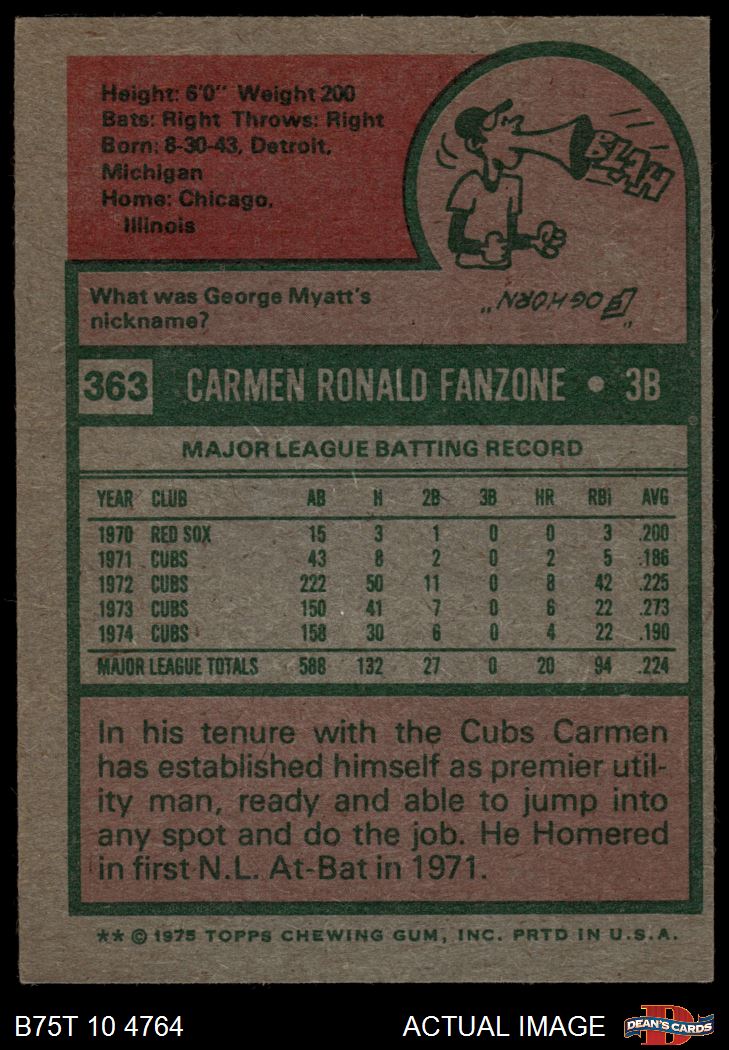 Height: 6'0" Weight 200
Bats: Right Throws: Right
Born: 8-30-43, Detroit,
Michigan
Home: Chicago,
Illinois
BLAH
What was George Myatt's
nickname?
"FOGHORN"
363 CARMEN RONALD FANZONE • 3B
MAJOR LEAGUE BATTING RECORD
YEAR CLUB AB H 2B 3B HR RBI AVG
1970 RED SOX 15 3 1 0 0 3 .200
1971 CUBS 43 8 2 0 2 5 .186
1972 CUBS 222 50 11 0 8 42 .225
1973 CUBS 150 41 7 0 6 22 .273
1974 CUBS 158 30 6 0 4 22 .190
MAJOR LEAGUE TOTALS 588 132 27 0 20 94 .224
In his tenure with the Cubs Carmen
has established himself as premier util-
ity man, ready and able to jump into
any spot and do the job. He Homered
in first N.L. At-Bat in 1971.
** © 1975 TOPPS CHEWING GUM, INC. PRTD IN U.S.A.
B75T 10 4764 ACTUAL IMAGE DEAN'S CARDS